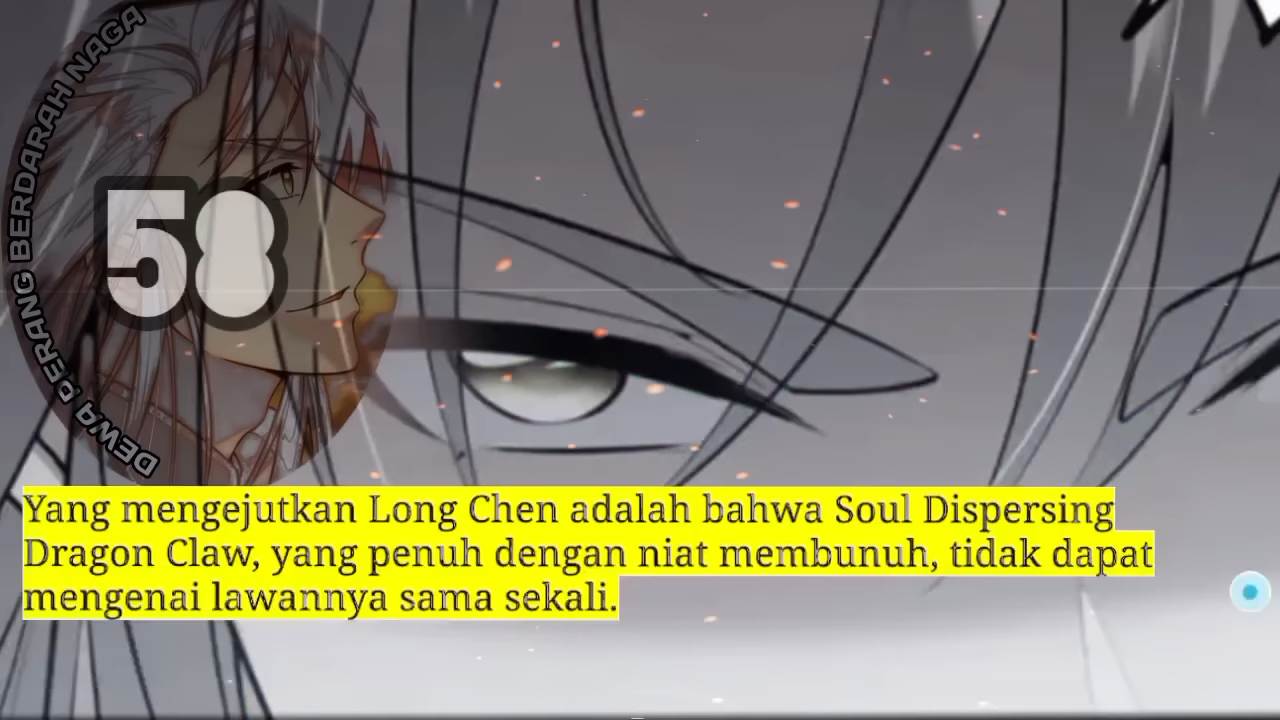 DEWA PERANG BERDARAH NAGA
58
Yang mengejutkan Long Chen adalah bahwa Soul Dispersing
Dragon Claw, yang penuh dengan niat membunuh, tidak dapat
mengenai lawannya sama sekali.